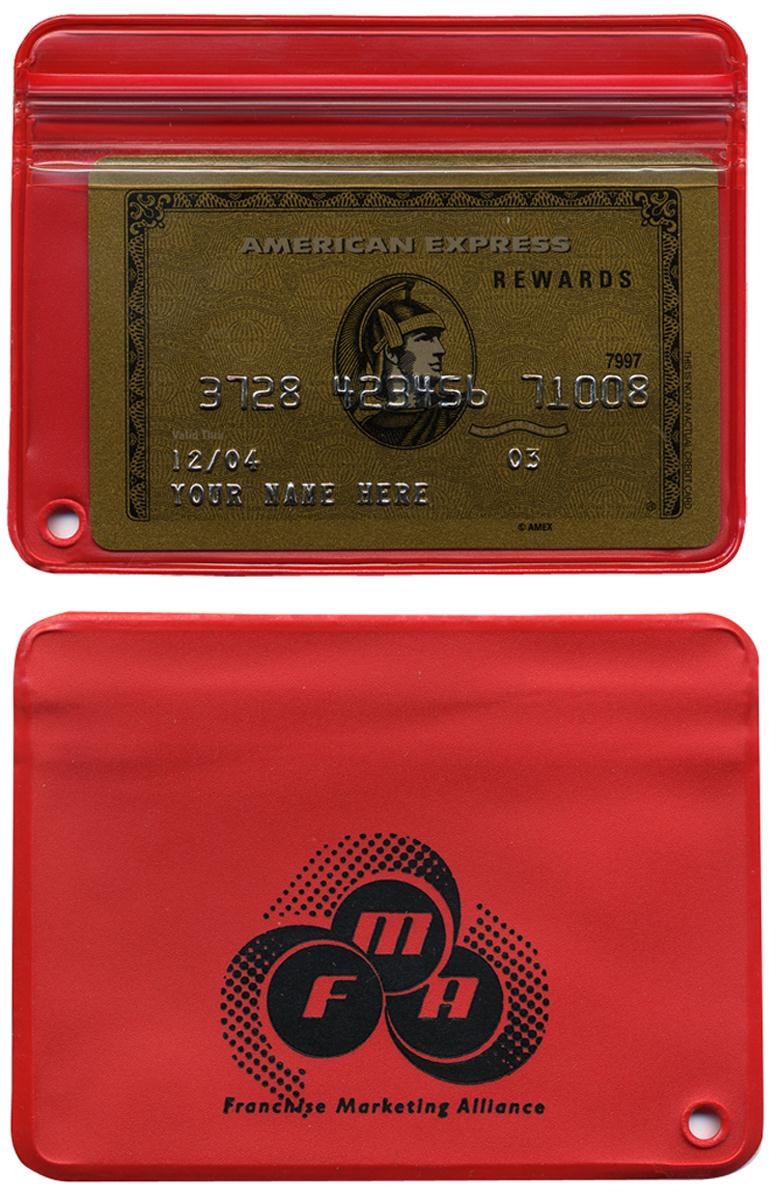 AMERICAN EXPRESS
REWARDS
7997
3728 423456 71008
Valid Thru
12/04 03
YOUR NAME HERE
© AMEX
THIS IS NOT AN ACTUAL CREDIT CARD
M
F A
Franchise Marketing Alliance